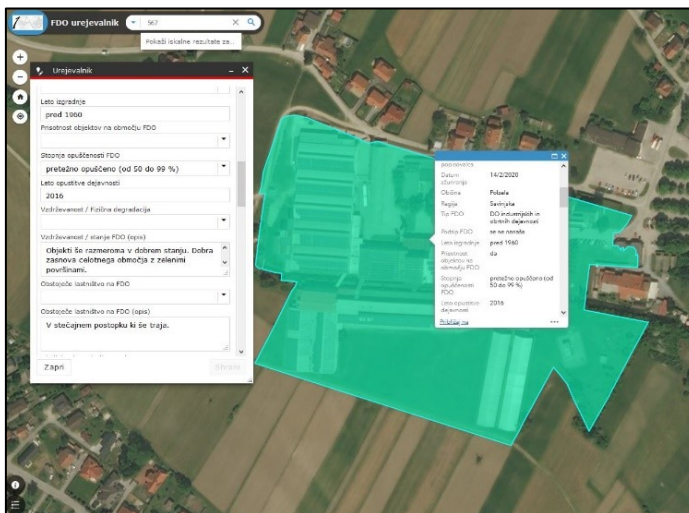 FDO urejevalnik
567
Pokaži iskalne rezultate za...
Urejevalnik
Leto izgradnje
pred 1960
Prisotnost objektov na območju FDO
Stopnja opuščenosti FDO
pretežno opuščeno (od 50 do 99 %)
Leto opustitve dejavnosti
2016
Vzdrževanost / Fizična degradacija
Vzdrževanost / stanje FDO (opis)
Objekti še razmeroma v dobrem stanju. Dobra
zasnova celotnega območja z zelenimi
površinami.
Obstoječe lastništvo na FDO
Obstoječe lastništvo na FDO (opis)
V stečajnem postopku ki še traja.
Zapri
Shrani
Datum
ažuriranja
14/2/2020
Občina
Polzela
Regija
Savinjska
Tip FDO
DO industrijskih in
obrtnih dejavnosti
Podtip FDO
se ne nanaša
Leto izgradnje
pred 1960
Prisotnost
objektov na
območju FDO
da
Stopnja
opuščenosti
FDO
pretežno opuščeno (od
50 do 99 %)
Leto opustitve
dejavnosti
2016
Približaj na